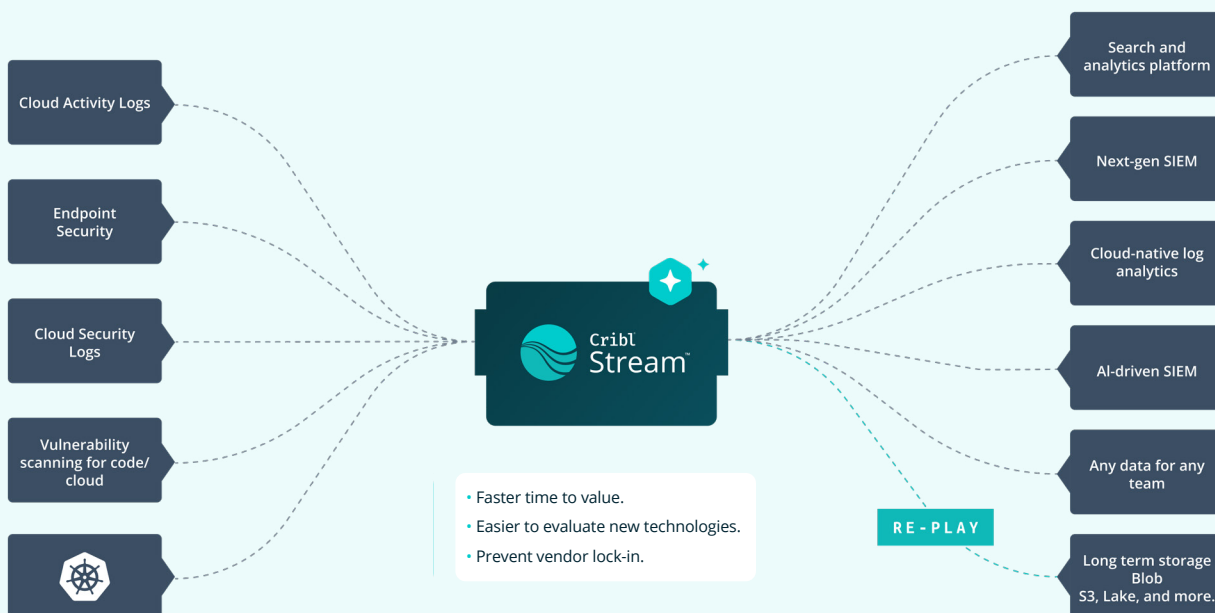 Cloud Activity Logs
Endpoint
Security
Cloud Security
Logs
Vulnerability
scanning for code/
cloud
Cribl
Stream™
• Faster time to value.
• Easier to evaluate new technologies.
• Prevent vendor lock-in.
RE-PLAY
Search and
analytics platform
Next-gen SIEM
Cloud-native log
analytics
AI-driven SIEM
Any data for any
team
Long term storage
Blob
S3, Lake, and more.